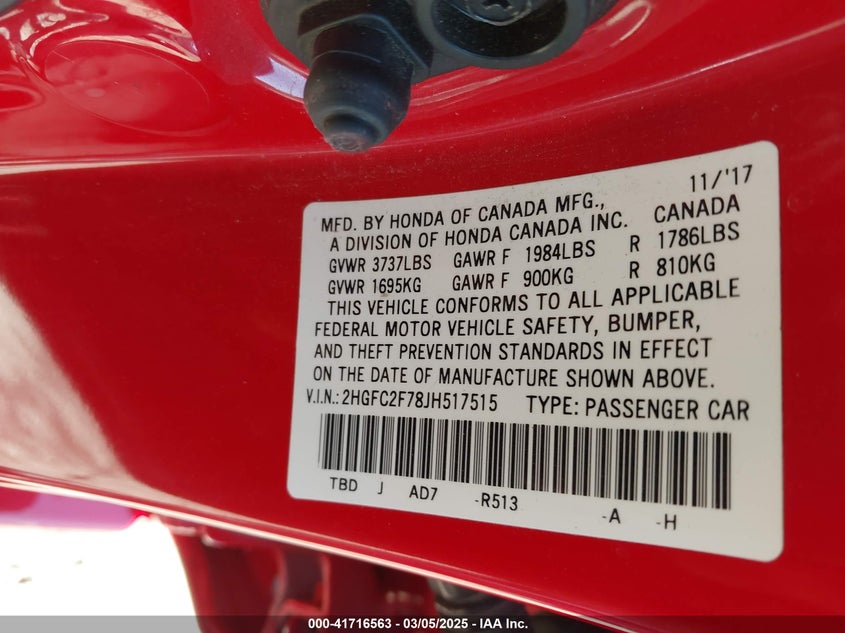 11/'17
MFD. BY HONDA OF CANADA MFG.,
A DIVISION OF HONDA CANADA INC. CANADA
GVWR 3737LBS GAWR F 1984LBS R 1786LBS
GVWR 1695KG GAWR F 900KG R 810KG
THIS VEHICLE CONFORMS TO ALL APPLICABLE
FEDERAL MOTOR VEHICLE SAFETY, BUMPER,
AND THEFT PREVENTION STANDARDS IN EFFECT
ON THE DATE OF MANUFACTURE SHOWN ABOVE.
V.I.N.: 2HGFC2F78JH517515 TYPE: PASSENGER CAR
TBD J AD7 -R513 -A -H
000-41716563 — 03/05/2025 — IAA Inc.